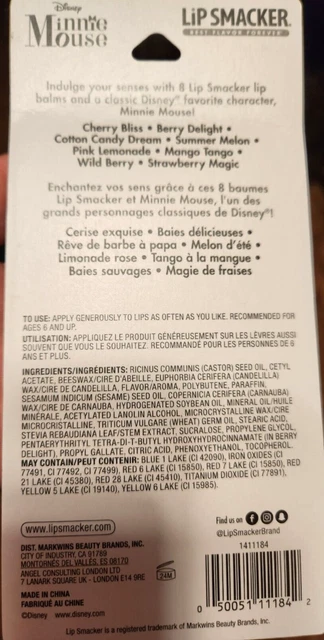 Disney
Minnie
Mouse
LiP SMACKER®
BEST FLAVOR FOREVER®
Indulge your senses with 8 Lip Smacker lip
balms and a classic Disney favorite character,
Minnie Mouse!
Cherry Bliss • Berry Delight •
Cotton Candy Dream • Summer Melon •
Pink Lemonade • Mango Tango •
Wild Berry • Strawberry Magic
Enchantez vos sens grâce à ces 8 baumes
Lip Smacker et Minnie Mouse, l'un des
grands personnages classiques de Disney!
Cerise exquise • Baies délicieuses •
Rêve de barbe à papa • Melon d'été •
Limonade rose • Tango à la mangue •
Baies sauvages • Magie de fraises
TO USE: APPLY GENEROUSLY TO LIPS AS OFTEN AS YOU LIKE. RECOMMENDED FOR
AGES 6 AND UP.
UTILISATION: APPLIQUEZ LE PRODUIT GÉNÉREUSEMENT SUR LES LÈVRES AUSSI
SOUVENT QUE VOUS LE SOUHAITEZ. RECOMMANDÉ POUR LES PERSONNES DE 6
ANS ET PLUS.
INGREDIENTS/INGRÉDIENTS: RICINUS COMMUNIS (CASTOR) SEED OIL, CETYL
ACETATE, BEESWAX/CIRE D'ABEILLE, EUPHORBIA CERIFERA (CANDELILLA)
WAX/CIRE DE CANDELILLA, FLAVOR/AROMA, POLYBUTENE, PARAFFIN,
SESAMUM INDICUM (SESAME) SEED OIL, COPERNICIA CERIFERA (CARNAUBA)
WAX/CIRE DE CARNAUBA, HYDROGENATED SOYBEAN OIL, MINERAL OIL/HUILE
MINÉRALE, ACETYLATED LANOLIN ALCOHOL, MICROCRYSTALLINE WAX/CIRE
MICROCRISTALLINE, TRITICUM VULGARE (WHEAT) GERM OIL, STEARIC ACID,
STEVIA REBAUDIANA LEAF/STEM EXTRACT, SUCRALOSE, PROPYLENE GLYCOL,
PENTAERYTHRITYL TETRA-DI-T-BUTYL HYDROXYHYDROCINNAMATE (IN BERRY
DELIGHT), PROPYL GALLATE, CITRIC ACID, PHENOXYETHANOL, TOCOPHEROL.
MAY CONTAIN/PEUT CONTENIR: BLUE 1 LAKE (CI 42090), IRON OXIDES (CI
77491, CI 77492, CI 77499), RED 6 LAKE (CI 15850), RED 7 LAKE (CI 15850), RED
21 LAKE (CI 45380), RED 28 LAKE (CI 45410), TITANIUM DIOXIDE (CI 77891),
YELLOW 5 LAKE (CI 19140), YELLOW 6 LAKE (CI 15985).
www.lipsmacker.com
DIST. MARKWINS BEAUTY BRANDS, INC.
CITY OF INDUSTRY, CA 91789
MONTORNÈS DEL VALLÈS, ES 08170
ANGEL CONSULTING LONDON LTD
7 LANARK SQUARE UK - LONDON E14 9RE
24M
MADE IN CHINA
FABRIQUÉ AU CHINE
©Disney www.disney.com
Find us on
@LipSmackerBrand
1411184
0 50051 11184 2
Lip Smacker is a registered trademark of Markwins Beauty Brands, Inc.